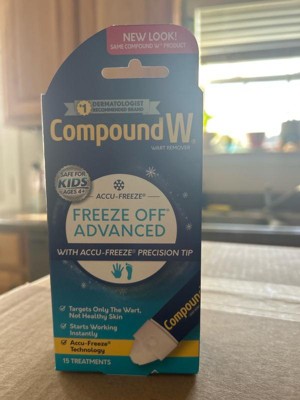 NEW LOOK!
SAME COMPOUND W® PRODUCT
#1 DERMATOLOGIST
RECOMMENDED BRAND
Compound W®
WART REMOVER
SAFE FOR
KIDS
AGES 4+
ACCU-FREEZE®
FREEZE OFF®
ADVANCED
WITH ACCU-FREEZE® PRECISION TIP
Targets Only The Wart,
Not Healthy Skin
Starts Working
Instantly
Accu-Freeze®
Technology
15 TREATMENTS
Compound